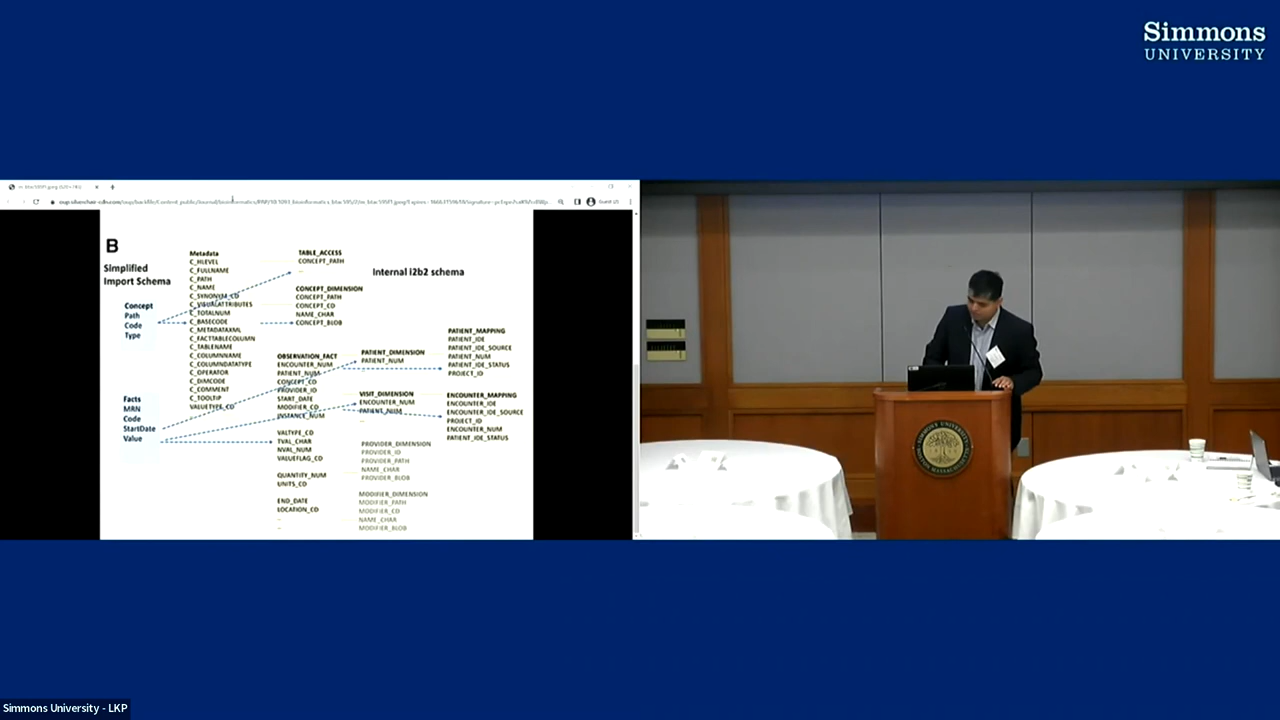 Simmons
UNIVERSITY
B
Simplified
Import Schema
Concept
Path
Code
Type
Facts
MRN
Code
StartDate
Value
Metadata
C_HLEVEL
C_FULLNAME
C_PATH
C_NAME
C_SYNONYM_CD
C_VISUALATTRIBUTES
C_TOTALNUM
C_BASECODE
C_METADATAXML
C_FACTTABLECOLUMN
C_TABLENAME
C_COLUMNNAME
C_COLUMNDATATYPE
C_OPERATOR
C_DIMCODE
C_COMMENT
C_TOOLTIP
VALUETYPE_CD
TABLE_ACCESS
CONCEPT_PATH
CONCEPT_DIMENSION
CONCEPT_PATH
CONCEPT_CD
NAME_CHAR
CONCEPT_BLOB
Internal i2b2 schema
OBSERVATION_FACT
ENCOUNTER_NUM
PATIENT_NUM
CONCEPT_CD
PROVIDER_ID
START_DATE
MODIFIER_CD
INSTANCE_NUM
VALTYPE_CD
TVAL_CHAR
NVAL_NUM
VALUEFLAG_CD
QUANTITY_NUM
UNITS_CD
END_DATE
LOCATION_CD
PATIENT_DIMENSION
PATIENT_NUM
VISIT_DIMENSION
ENCOUNTER_NUM
PATIENT_NUM
PROVIDER_DIMENSION
PROVIDER_ID
PROVIDER_PATH
NAME_CHAR
PROVIDER_BLOB
MODIFIER_DIMENSION
MODIFIER_PATH
MODIFIER_CD
NAME_CHAR
MODIFIER_BLOB
PATIENT_MAPPING
PATIENT_IDE
PATIENT_IDE_SOURCE
PATIENT_NUM
PATIENT_IDE_STATUS
PROJECT_ID
ENCOUNTER_MAPPING
ENCOUNTER_IDE
ENCOUNTER_IDE_SOURCE
PROJECT_ID
ENCOUNTER_NUM
PATIENT_IDE_STATUS
Simmons University - LKP